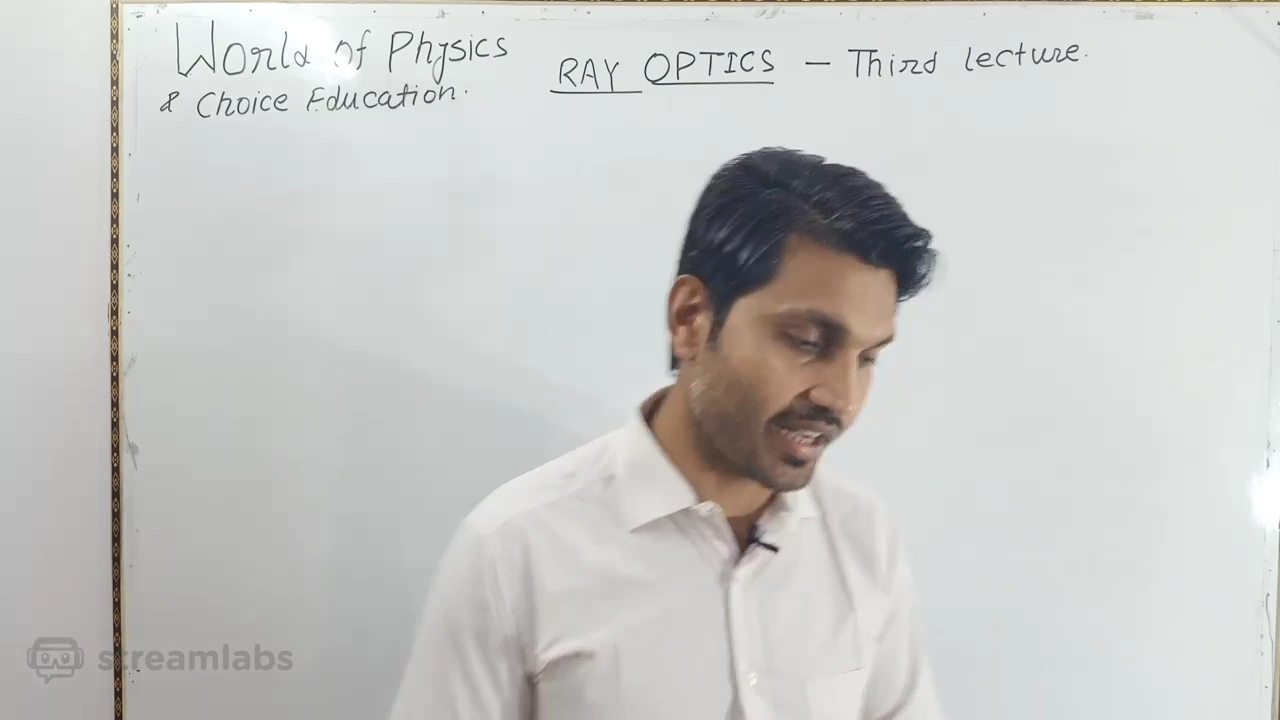 World of Physics
& Choice Education.
RAY OPTICS — Third lecture.
streamlabs